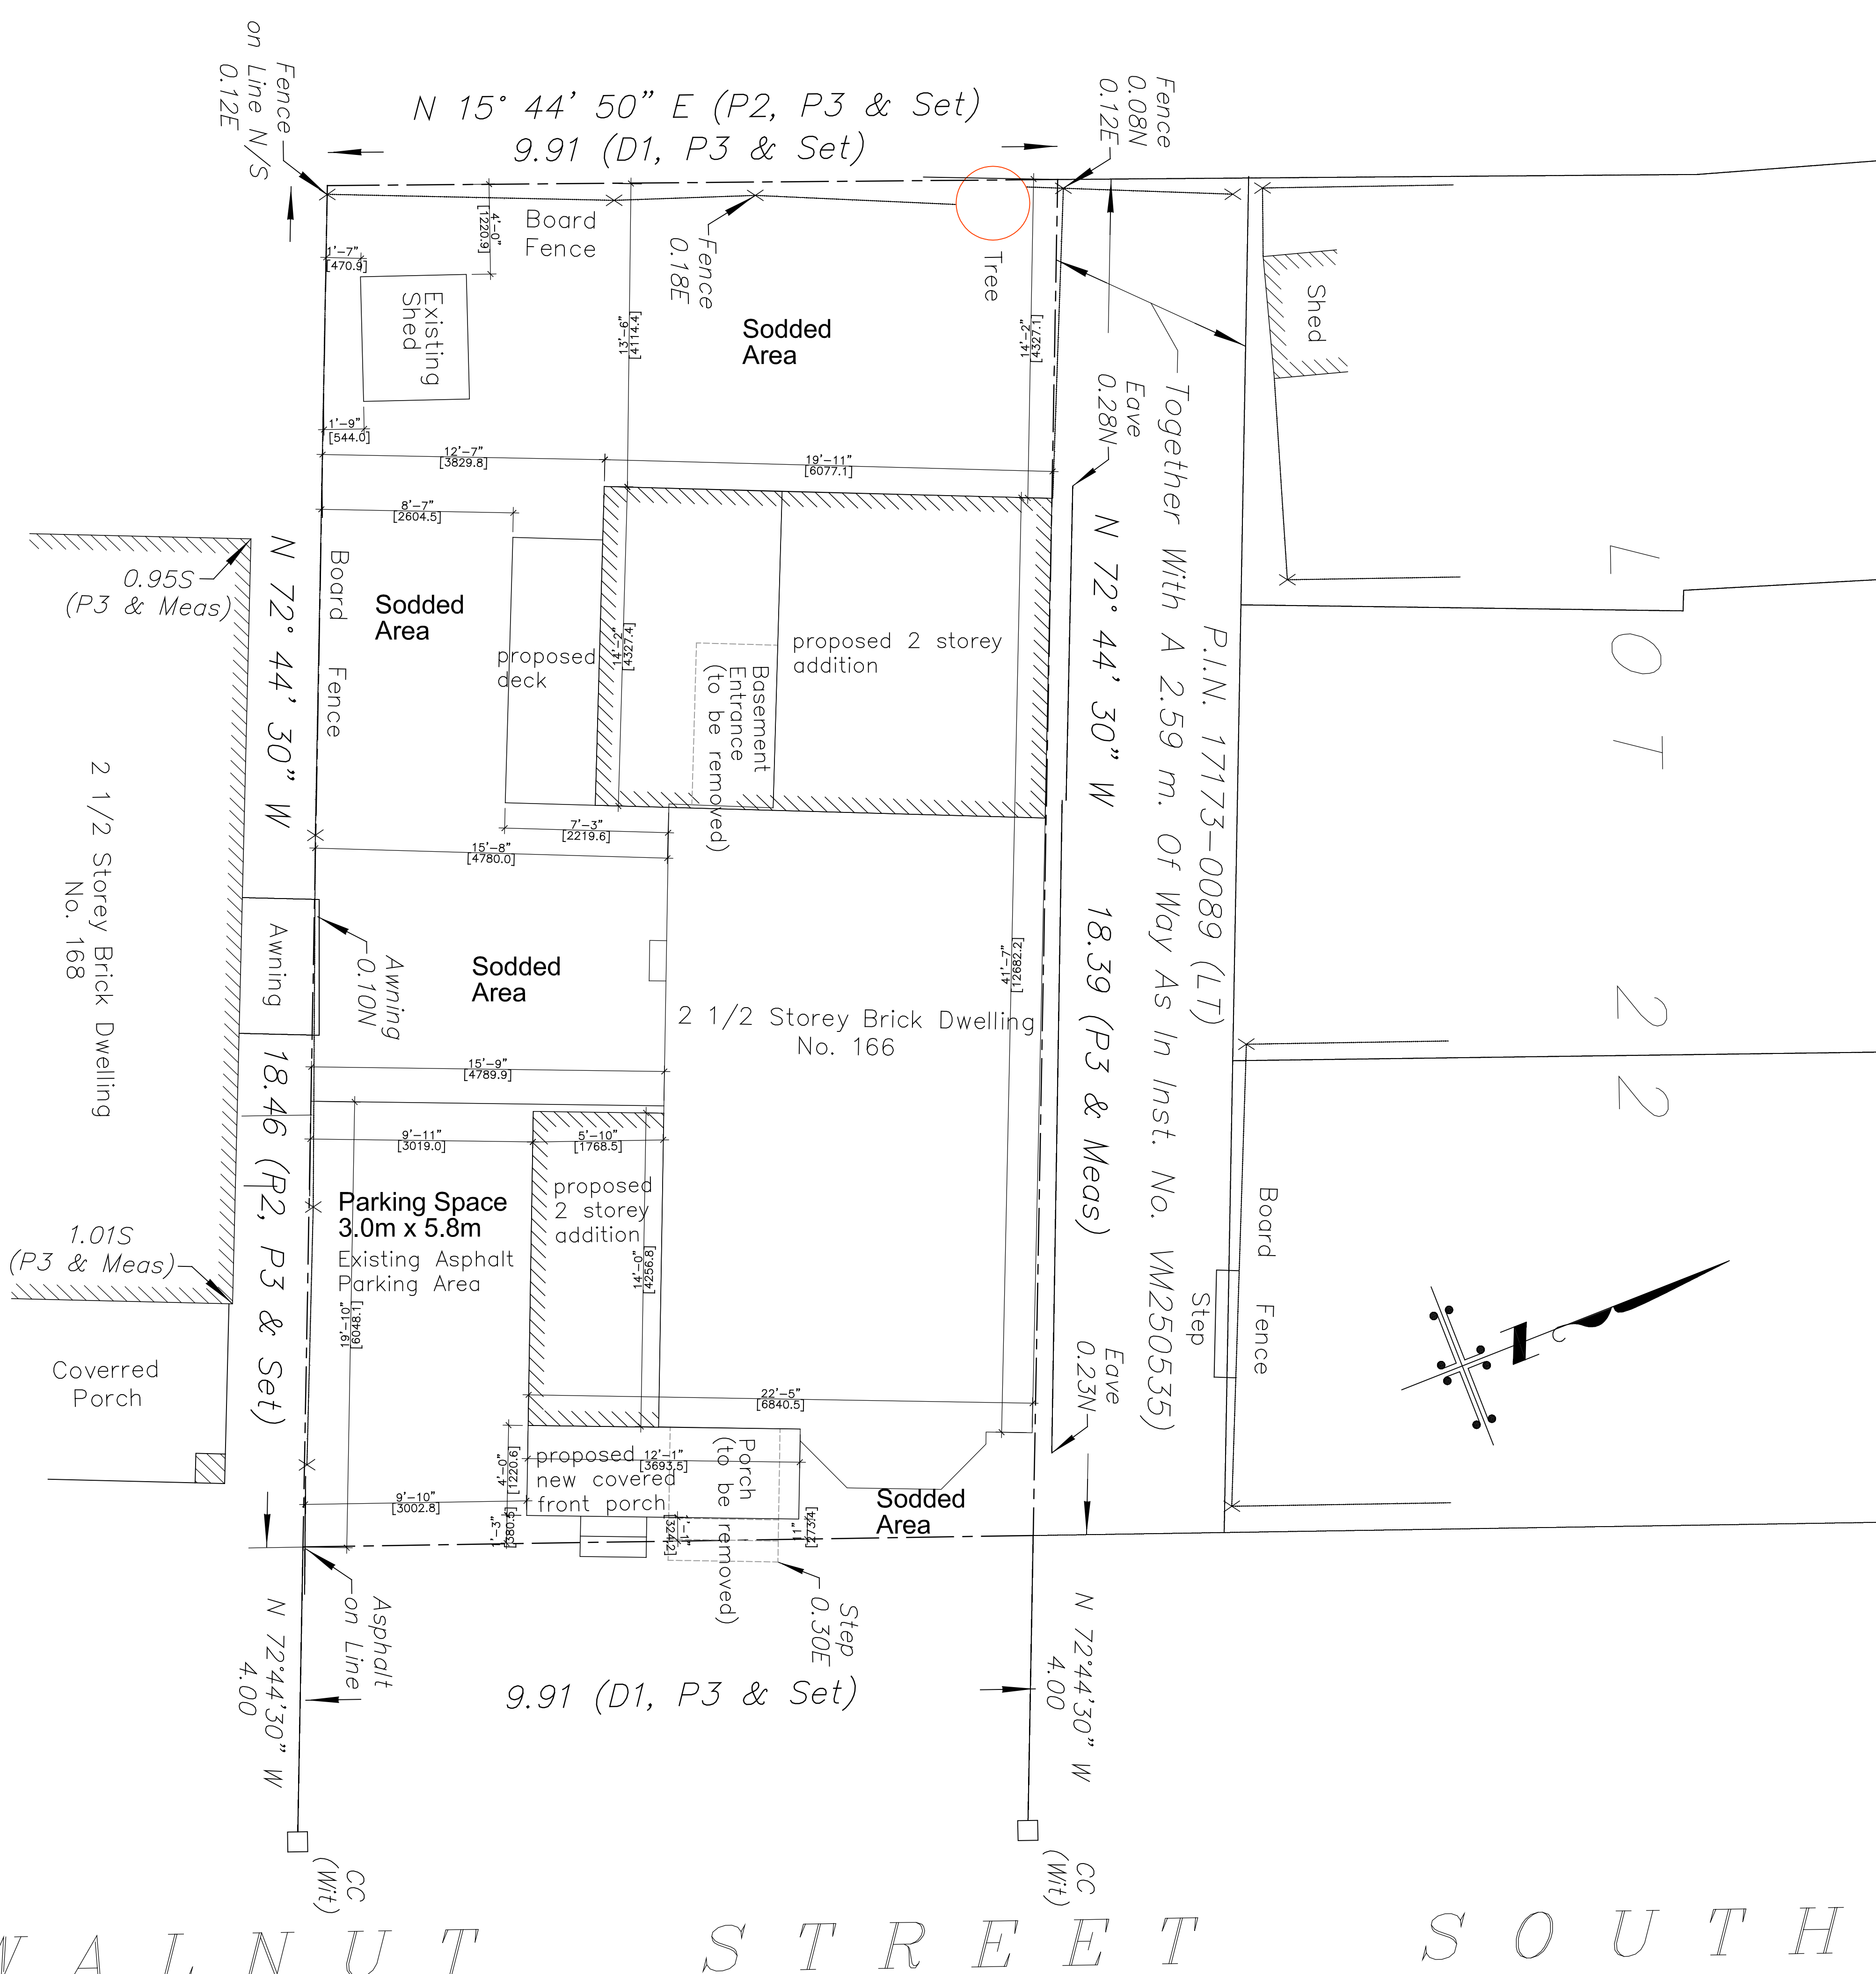 Fence
on Line N/S
0.12E
N 15° 44' 50" E (P2, P3 & Set)
9.91 (D1, P3 & Set)
Fence
0.08N
0.12E
4'-0"
[1220.9]
Board
Fence
1'-7"
[470.9]
Existing
Shed
1'-9"
[544.0]
Fence
0.18E
Tree
13'-6"
[4114.4]
Sodded
Area
14'-2"
[4327.1]
Shed
Eave
0.28N
Together With A 2.59 m. Of Way As In Inst. No. VM250535)
P.I.N. 17173-0089 (LT)
LOT 22
12'-7"
[3829.8]
19'-11"
[6077.1]
8'-7"
[2604.5]
0.95S
(P3 & Meas)
N 72° 44' 30" W 18.46 (P2, P3 & Set)
Board Fence
Sodded
Area
proposed
deck
14'-2"
[4327.4]
Basement
Entrance
(to be removed)
proposed 2 storey
addition
N 72° 44' 30" W 18.39 (P3 & Meas)
7'-3"
[2219.6]
15'-8"
[4780.0]
2 1/2 Storey Brick Dwelling
No. 168
Awning
Awning
0.10N
Sodded
Area
41'-7"
[12682.2]
2 1/2 Storey Brick Dwelling
No. 166
15'-9"
[4789.9]
9'-11"
[3019.0]
5'-10"
[1768.5]
Parking Space
3.0m x 5.8m
Existing Asphalt
Parking Area
proposed
2 storey
addition
14'-0"
[4256.8]
19'-10"
[6048.1]
1.01S
(P3 & Meas)
Coverred
Porch
Board Fence
Step
Eave
0.23N
N
22'-5"
[6840.5]
4'-0"
[1220.6]
proposed
new covered
front porch
12'-1"
[3693.5]
Porch
(to be removed)
9'-10"
[3002.8]
1'-3"
[380.5]
1'-1"
[324.2]
11"
[273.4]
Sodded
Area
Step
0.30E
Asphalt
on Line
N 72°44'30" W
4.00
9.91 (D1, P3 & Set)
N 72°44'30" W
4.00
CC
(Wit)
CC
(Wit)
WALNUT STREET SOUTH